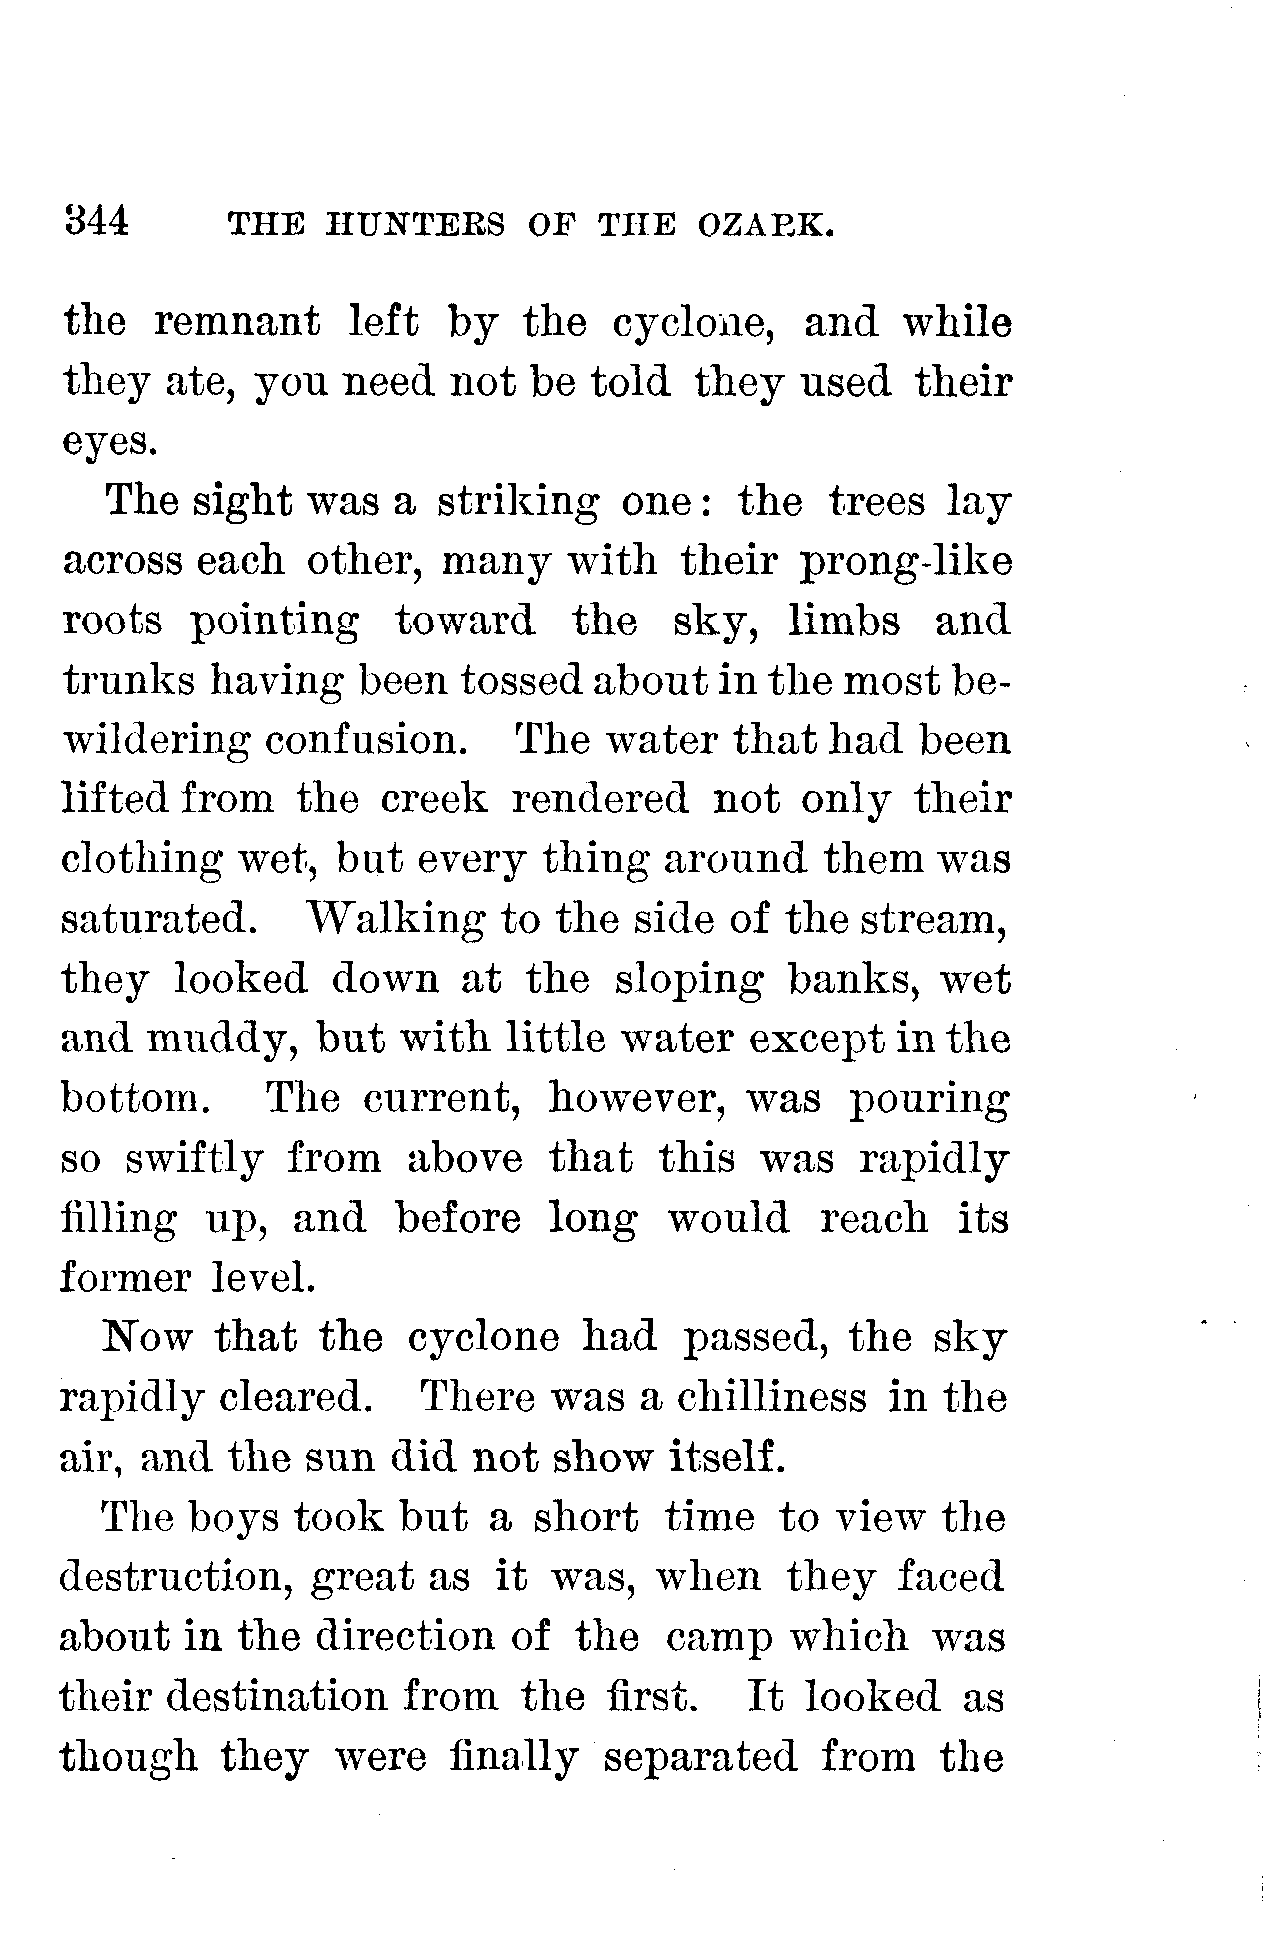 344 THE HUNTERS OF THE OZARK.
the remnant left by the cyclone, and while
they ate, you need not be told they used their
eyes.
The sight was a striking one: the trees lay
across each other, many with their prong-like
roots pointing toward the sky, limbs and
trunks having been tossed about in the most be-
wildering confusion. The water that had been
lifted from the creek rendered not only their
clothing wet, but every thing around them was
saturated. Walking to the side of the stream,
they looked down at the sloping banks, wet
and muddy, but with little water except in the
bottom. The current, however, was pouring
so swiftly from above that this was rapidly
filling up, and before long would reach its
former level.
Now that the cyclone had passed, the sky
rapidly cleared. There was a chilliness in the
air, and the sun did not show itself.
The boys took but a short time to view the
destruction, great as it was, when they faced
about in the direction of the camp which was
their destination from the first. It looked as
though they were finally separated from the